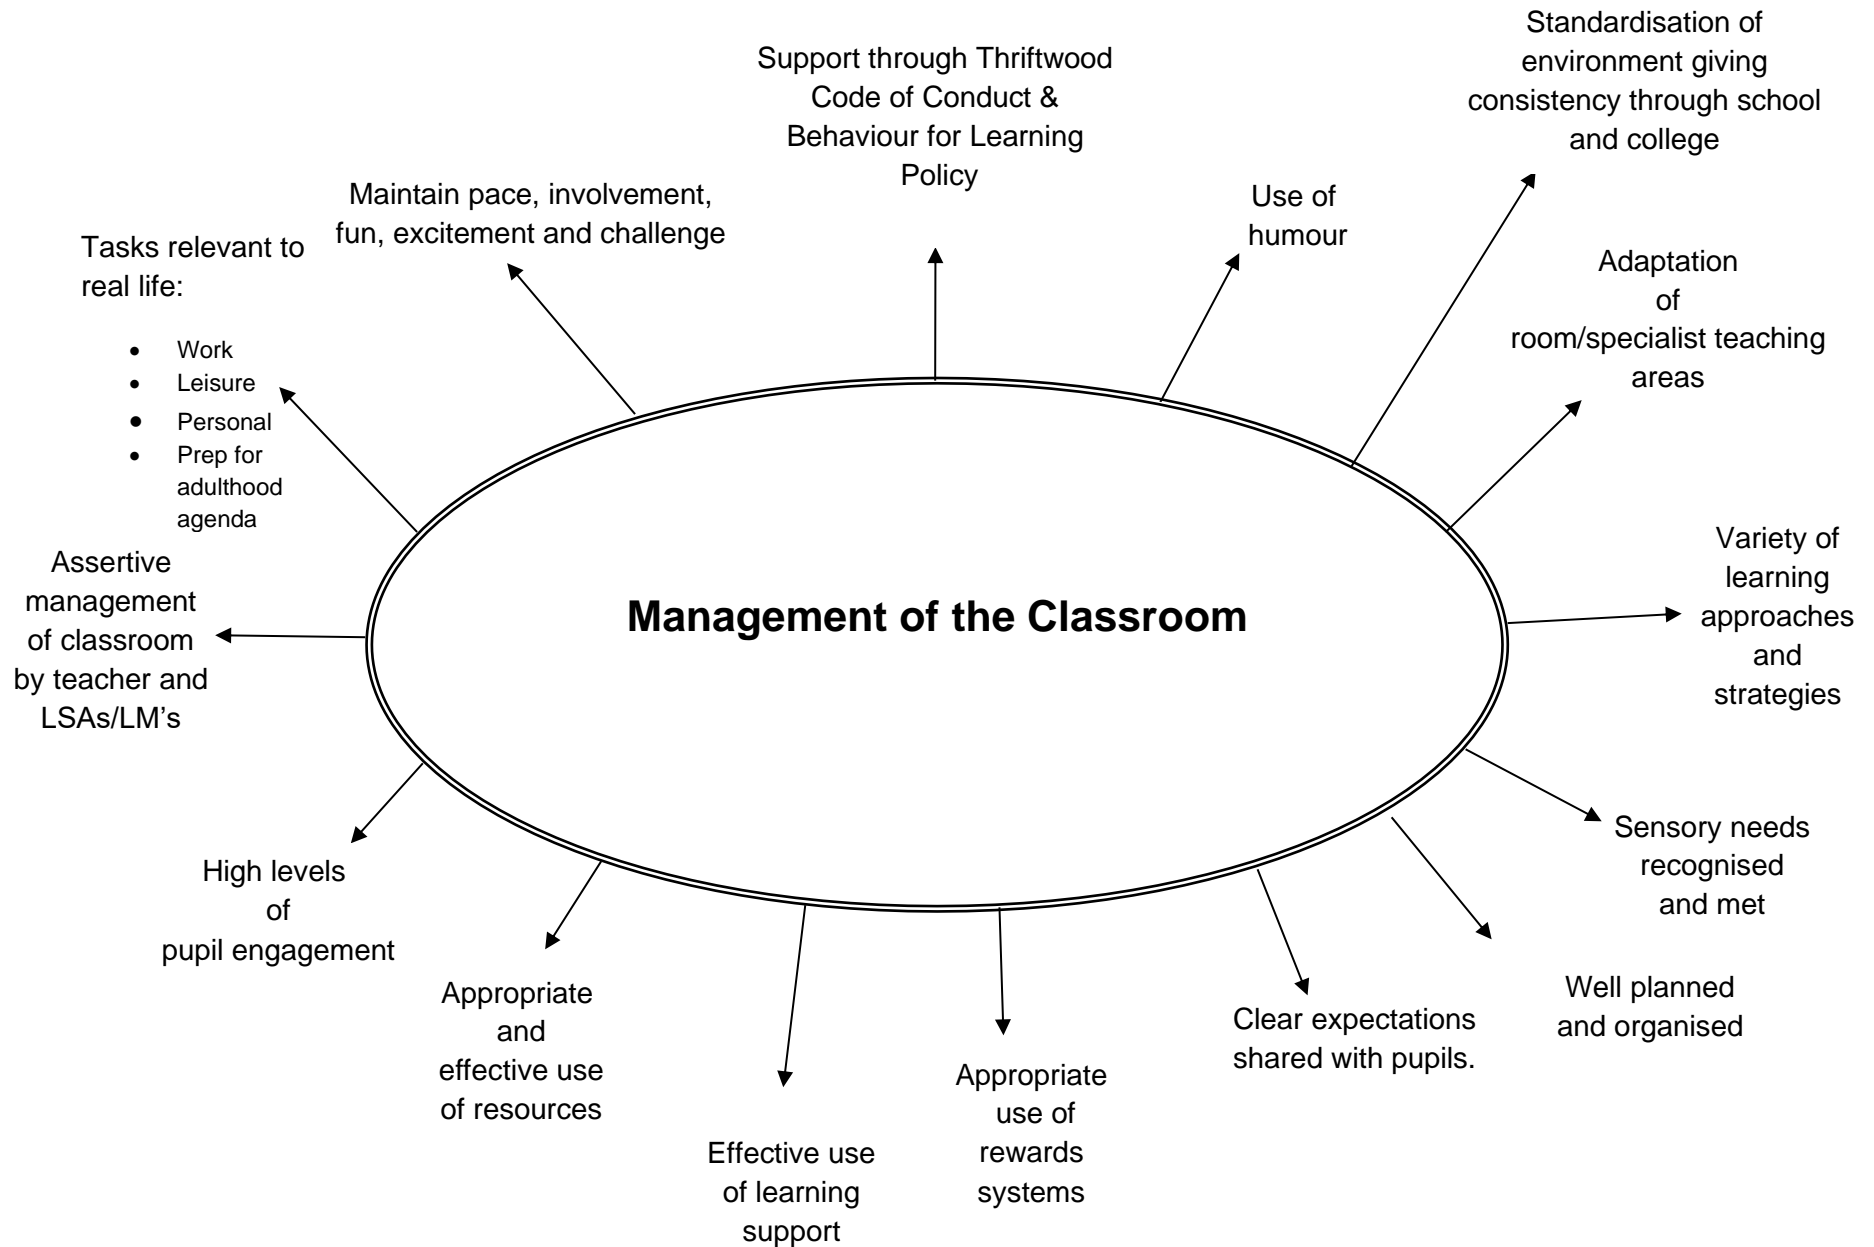 Standardisation of
environment giving
consistency through school
and college
Support through Thriftwood
Code of Conduct &
Behaviour for Learning
Policy
Use of
humour
Maintain pace, involvement,
fun, excitement and challenge
Tasks relevant to
real life:
• Work
• Leisure
• Personal
• Prep for
adulthood
agenda
Adaptation
of
room/specialist teaching
areas
Assertive
management
of classroom
by teacher and
LSAs/LM’s
Management of the Classroom
Variety of
learning
approaches
and
strategies
Sensory needs
recognised
and met
High levels
of
pupil engagement
Appropriate
and
effective use
of resources
Effective use
of learning
support
Appropriate
use of
rewards
systems
Clear expectations
shared with pupils.
Well planned
and organised